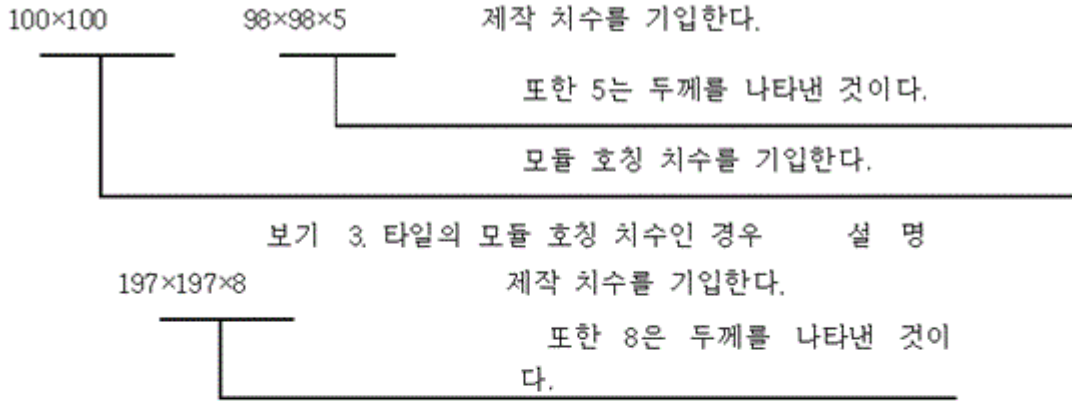 100×100 98×98×5 제작 치수를 기입한다.
또한 5는 두께를 나타낸 것이다.
모듈 호칭 치수를 기입한다.
보기 3. 타일의 모듈 호칭 치수인 경우 설 명
197×197×8 제작 치수를 기입한다.
또한 8은 두께를 나타낸 것이
다.